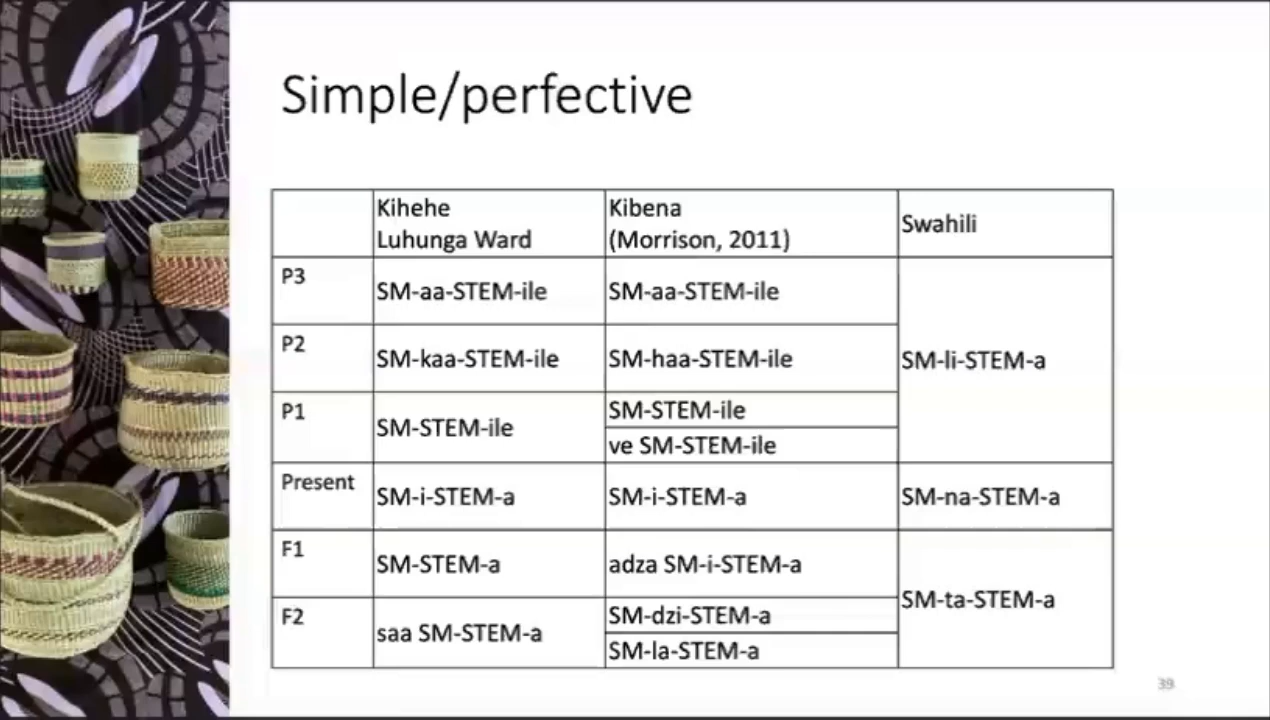 Simple/perfective
Kihehe
Luhunga Ward
Kibena
(Morrison, 2011)
Swahili
P3
SM-aa-STEM-ile
SM-aa-STEM-ile
SM-li-STEM-a
P2
SM-kaa-STEM-ile
SM-haa-STEM-ile
P1
SM-STEM-ile
SM-STEM-ile
ve SM-STEM-ile
Present
SM-i-STEM-a
SM-i-STEM-a
SM-na-STEM-a
F1
SM-STEM-a
adza SM-i-STEM-a
SM-ta-STEM-a
F2
saa SM-STEM-a
SM-dzi-STEM-a
SM-la-STEM-a
39